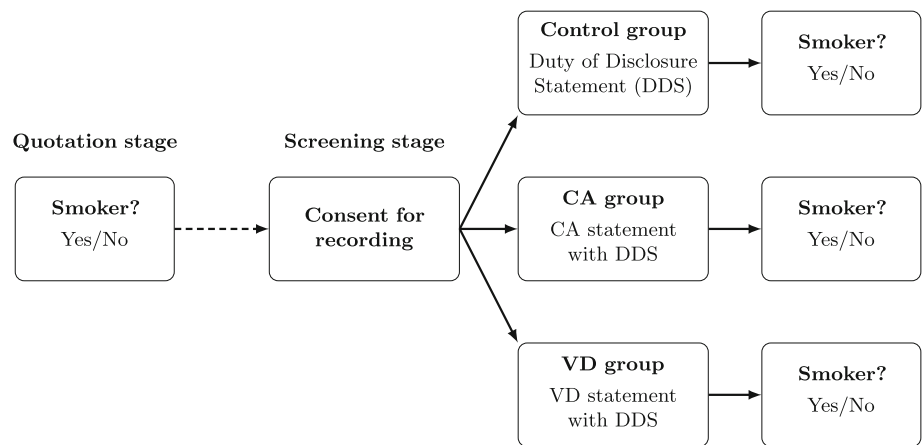 Quotation stage
Smoker?
Yes/No
Screening stage
Consent for
recording
Control group
Duty of Disclosure
Statement (DDS)
Smoker?
Yes/No
CA group
CA statement
with DDS
Smoker?
Yes/No
VD group
VD statement
with DDS
Smoker?
Yes/No